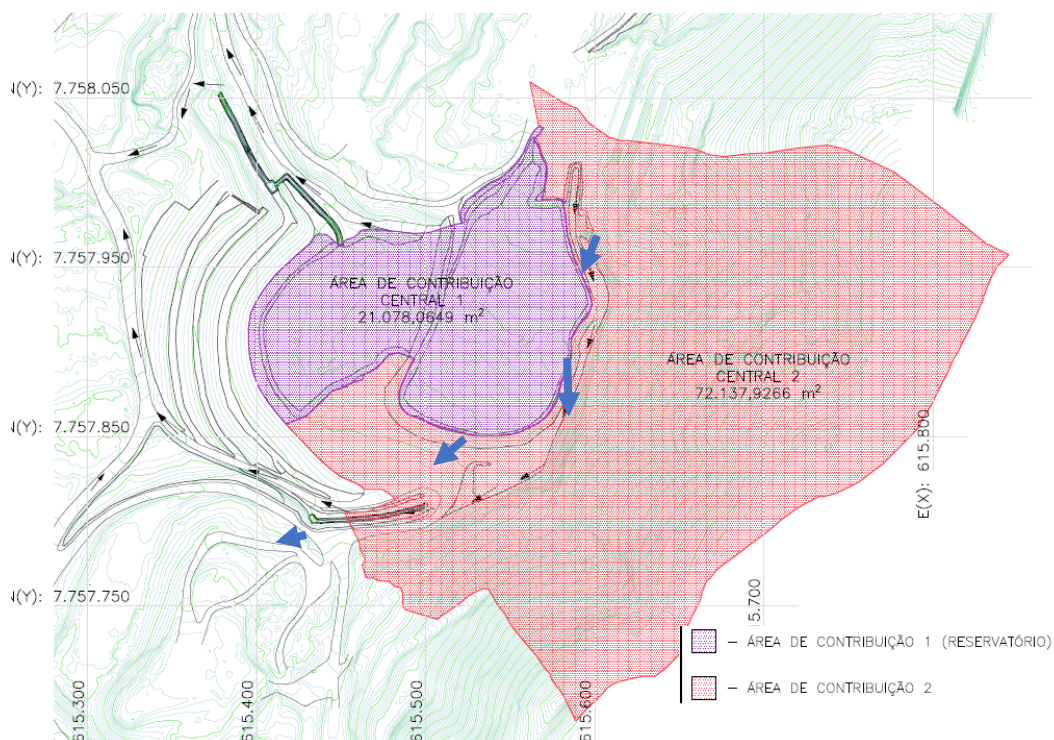 N(Y): 7.758.050
N(Y): 7.757.950
N(Y): 7.757.850
N(Y): 7.757.750
ÁREA DE CONTRIBUIÇÃO
CENTRAL 1
21.078,0649 m²
ÁREA DE CONTRIBUIÇÃO
CENTRAL 2
72.137,9266 m²
E(X): 615.800
5.700
615.300
615.400
615.500
615.600
– ÁREA DE CONTRIBUIÇÃO 1 (RESERVATÓRIO)
– ÁREA DE CONTRIBUIÇÃO 2